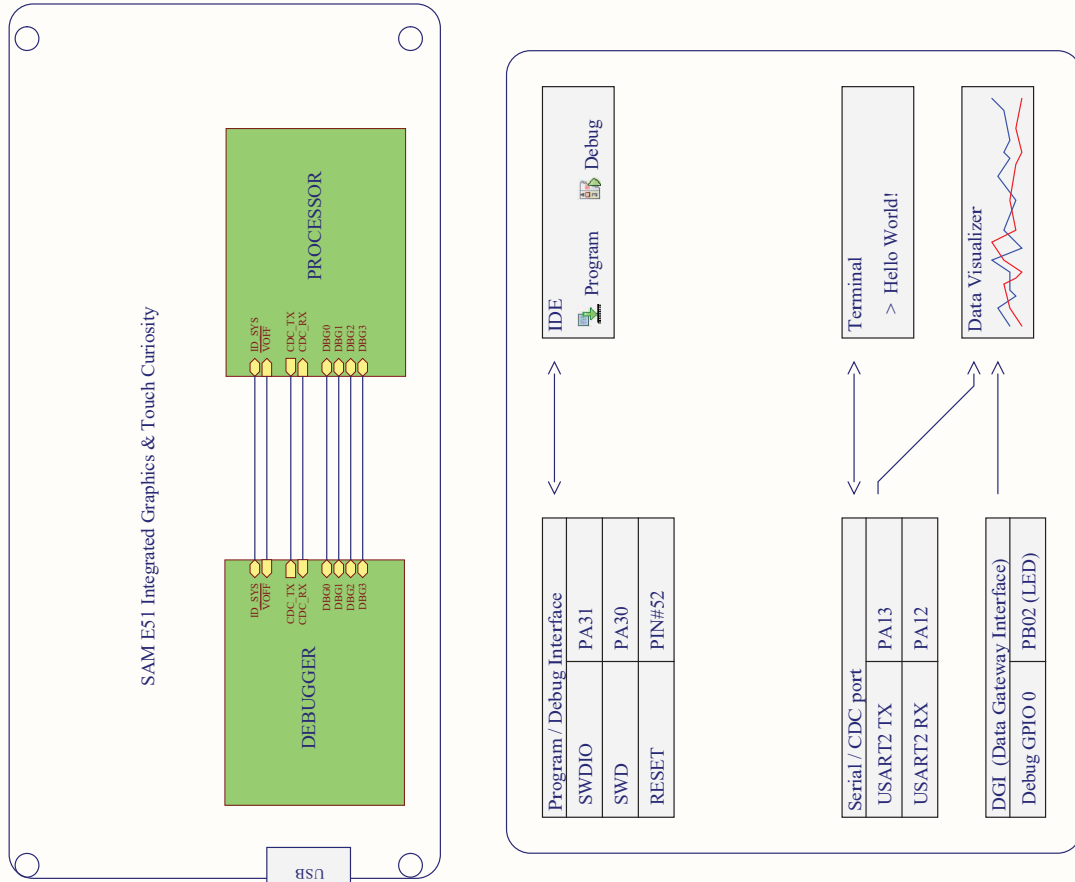 SAM E51 Integrated Graphics & Touch Curiosity
DEBUGGER
ID_SYS
VOFF
CDC_TX
CDC_RX
DBG0
DBG1
DBG2
DBG3
PROCESSOR
ID_SYS
VOFF
CDC_TX
CDC_RX
DBG0
DBG1
DBG2
DBG3
USB
Program / Debug Interface
SWDIO PA31
SWD PA30
RESET PIN#52
IDE
Program Debug
Serial / CDC port
USART2 TX PA13
USART2 RX PA12
Terminal
> Hello World!
DGI (Data Gateway Interface)
Debug GPIO 0 PB02 (LED)
Data Visualizer